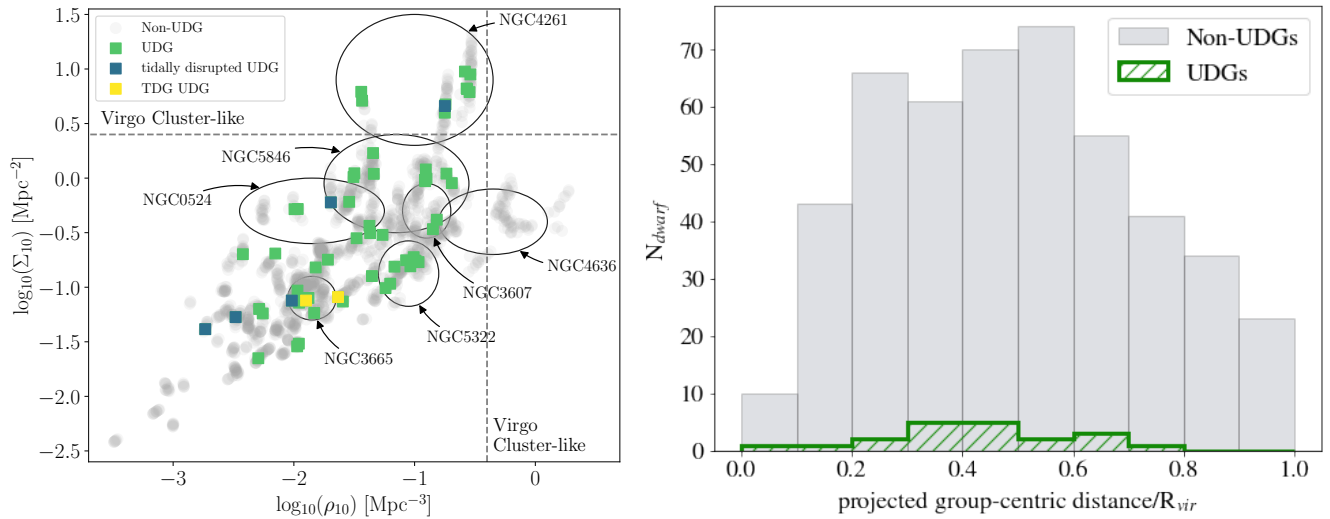 1.5
1.0
0.5
0.0
−0.5
−1.0
−1.5
−2.0
−2.5
log₁₀(Σ₁₀) [Mpc⁻²]
Non-UDG
UDG
tidally disrupted UDG
TDG UDG
NGC4261
Virgo Cluster-like
NGC5846
NGC0524
NGC4636
NGC3607
NGC5322
NGC3665
Virgo
Cluster-like
−3 −2 −1 0
log₁₀(ρ₁₀) [Mpc⁻³]
70
60
50
40
30
20
10
0
N_dwarf
Non-UDGs
UDGs
0.0 0.2 0.4 0.6 0.8 1.0
projected group-centric distance/R_vir